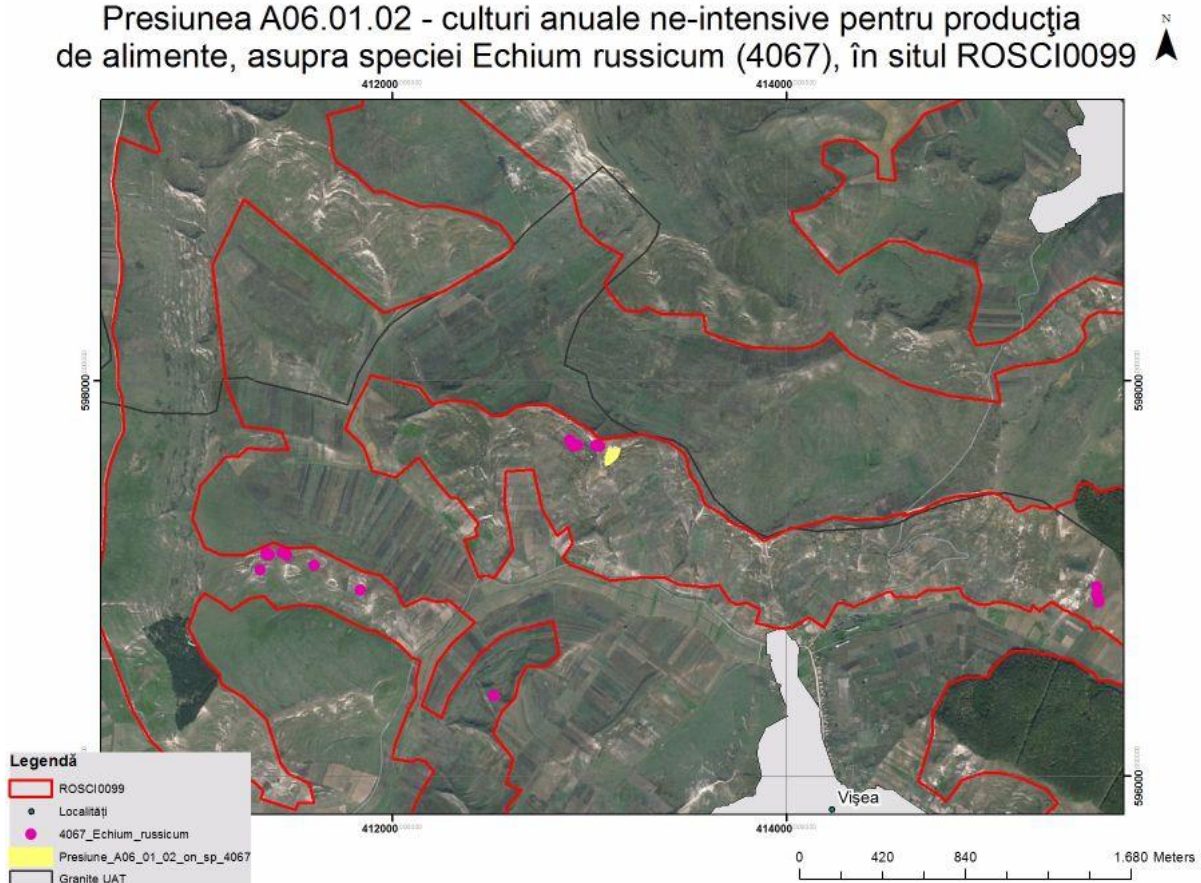 Presiunea A06.01.02 - culturi anuale ne-intensive pentru producţia
de alimente, asupra speciei Echium russicum (4067), în situl ROSCI0099
N
412000
414000
598000
598000
596000
Vişea
412000
414000
Legendă
ROSCI0099
Localităţi
4067_Echium_russicum
Presiune_A06_01_02_on_sp_4067
Graniţe UAT
0 420 840 1.680 Meters